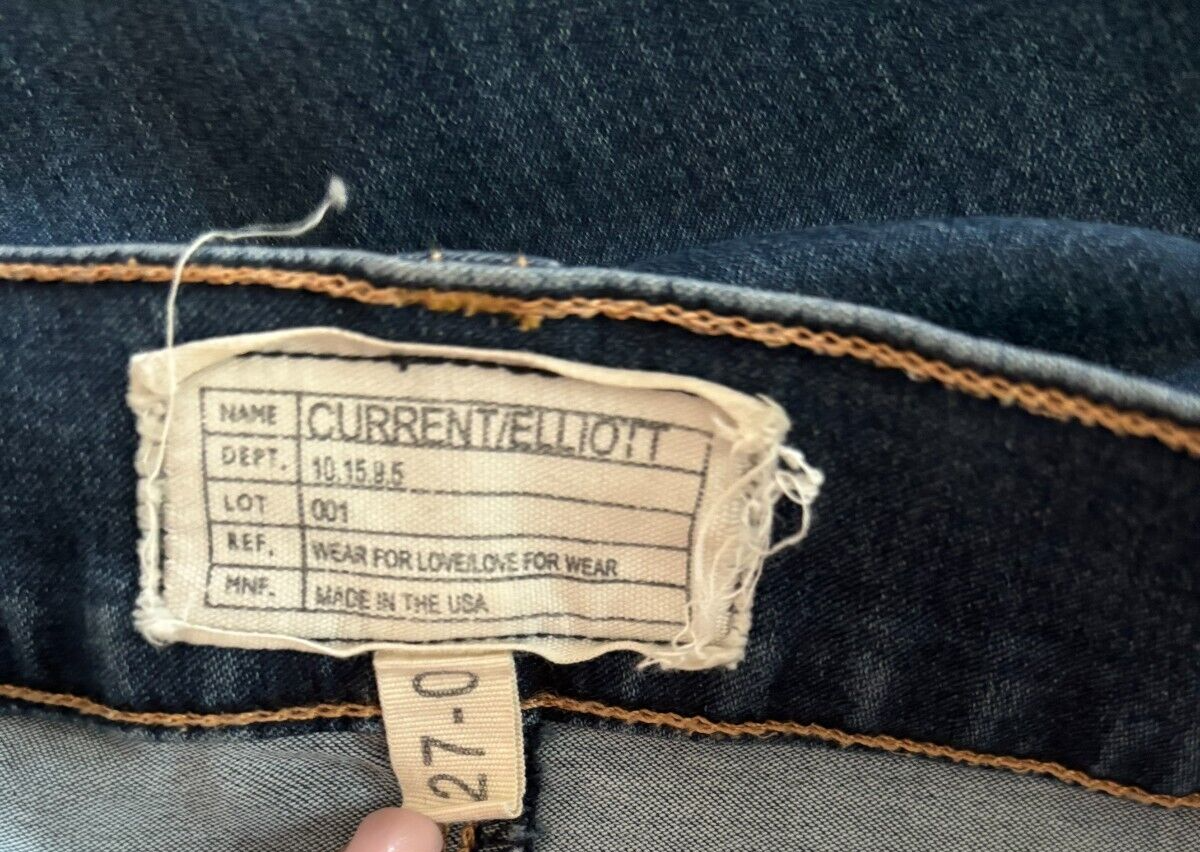 NAME CURRENT/ELLIOTT
DEPT. 10.15.8.5
LOT 001
REF. WEAR FOR LOVE/LOVE FOR WEAR
MNF. MADE IN THE USA
27-0